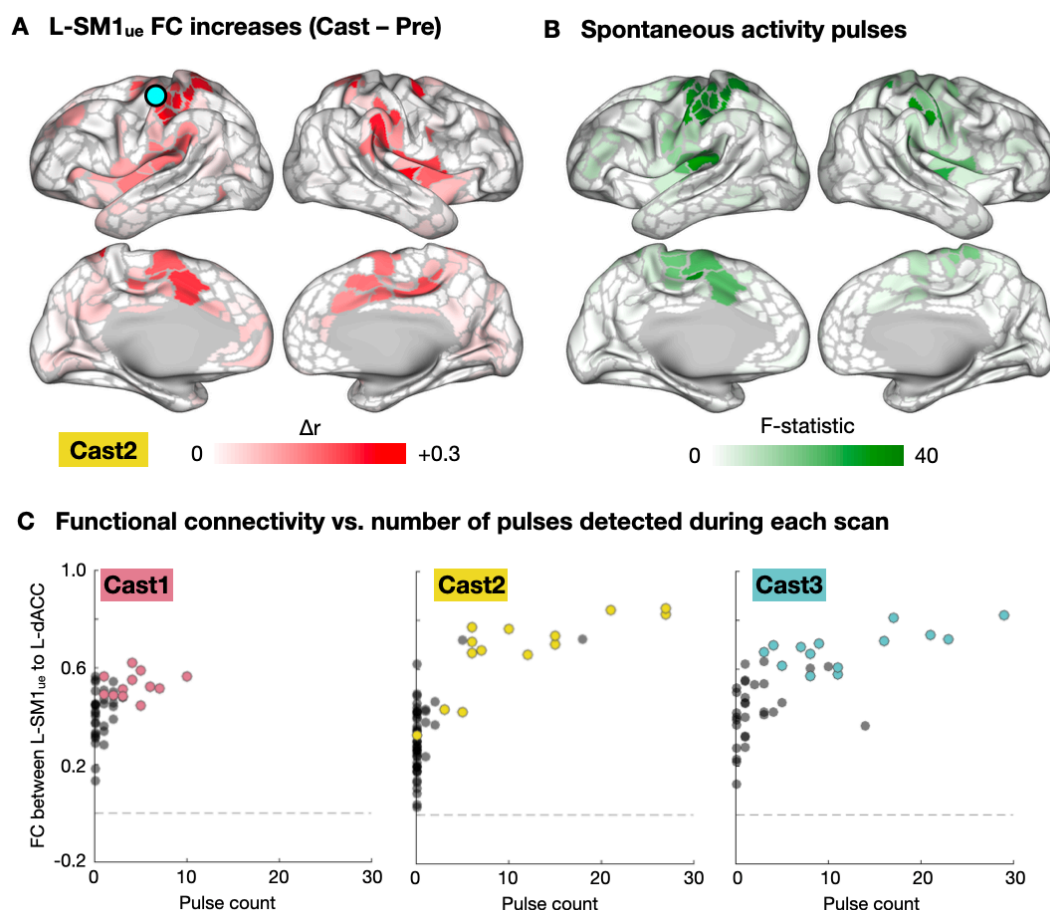 A L-SM1ue FC increases (Cast – Pre)
B Spontaneous activity pulses
Cast2
Δr
0 +0.3
F-statistic
0 40
C Functional connectivity vs. number of pulses detected during each scan
FC between L-SM1ue to L-dACC
1.0
0.6
0.2
-0.2
Cast1
0 10 20 30
Pulse count
Cast2
0 10 20 30
Pulse count
Cast3
0 10 20 30
Pulse count